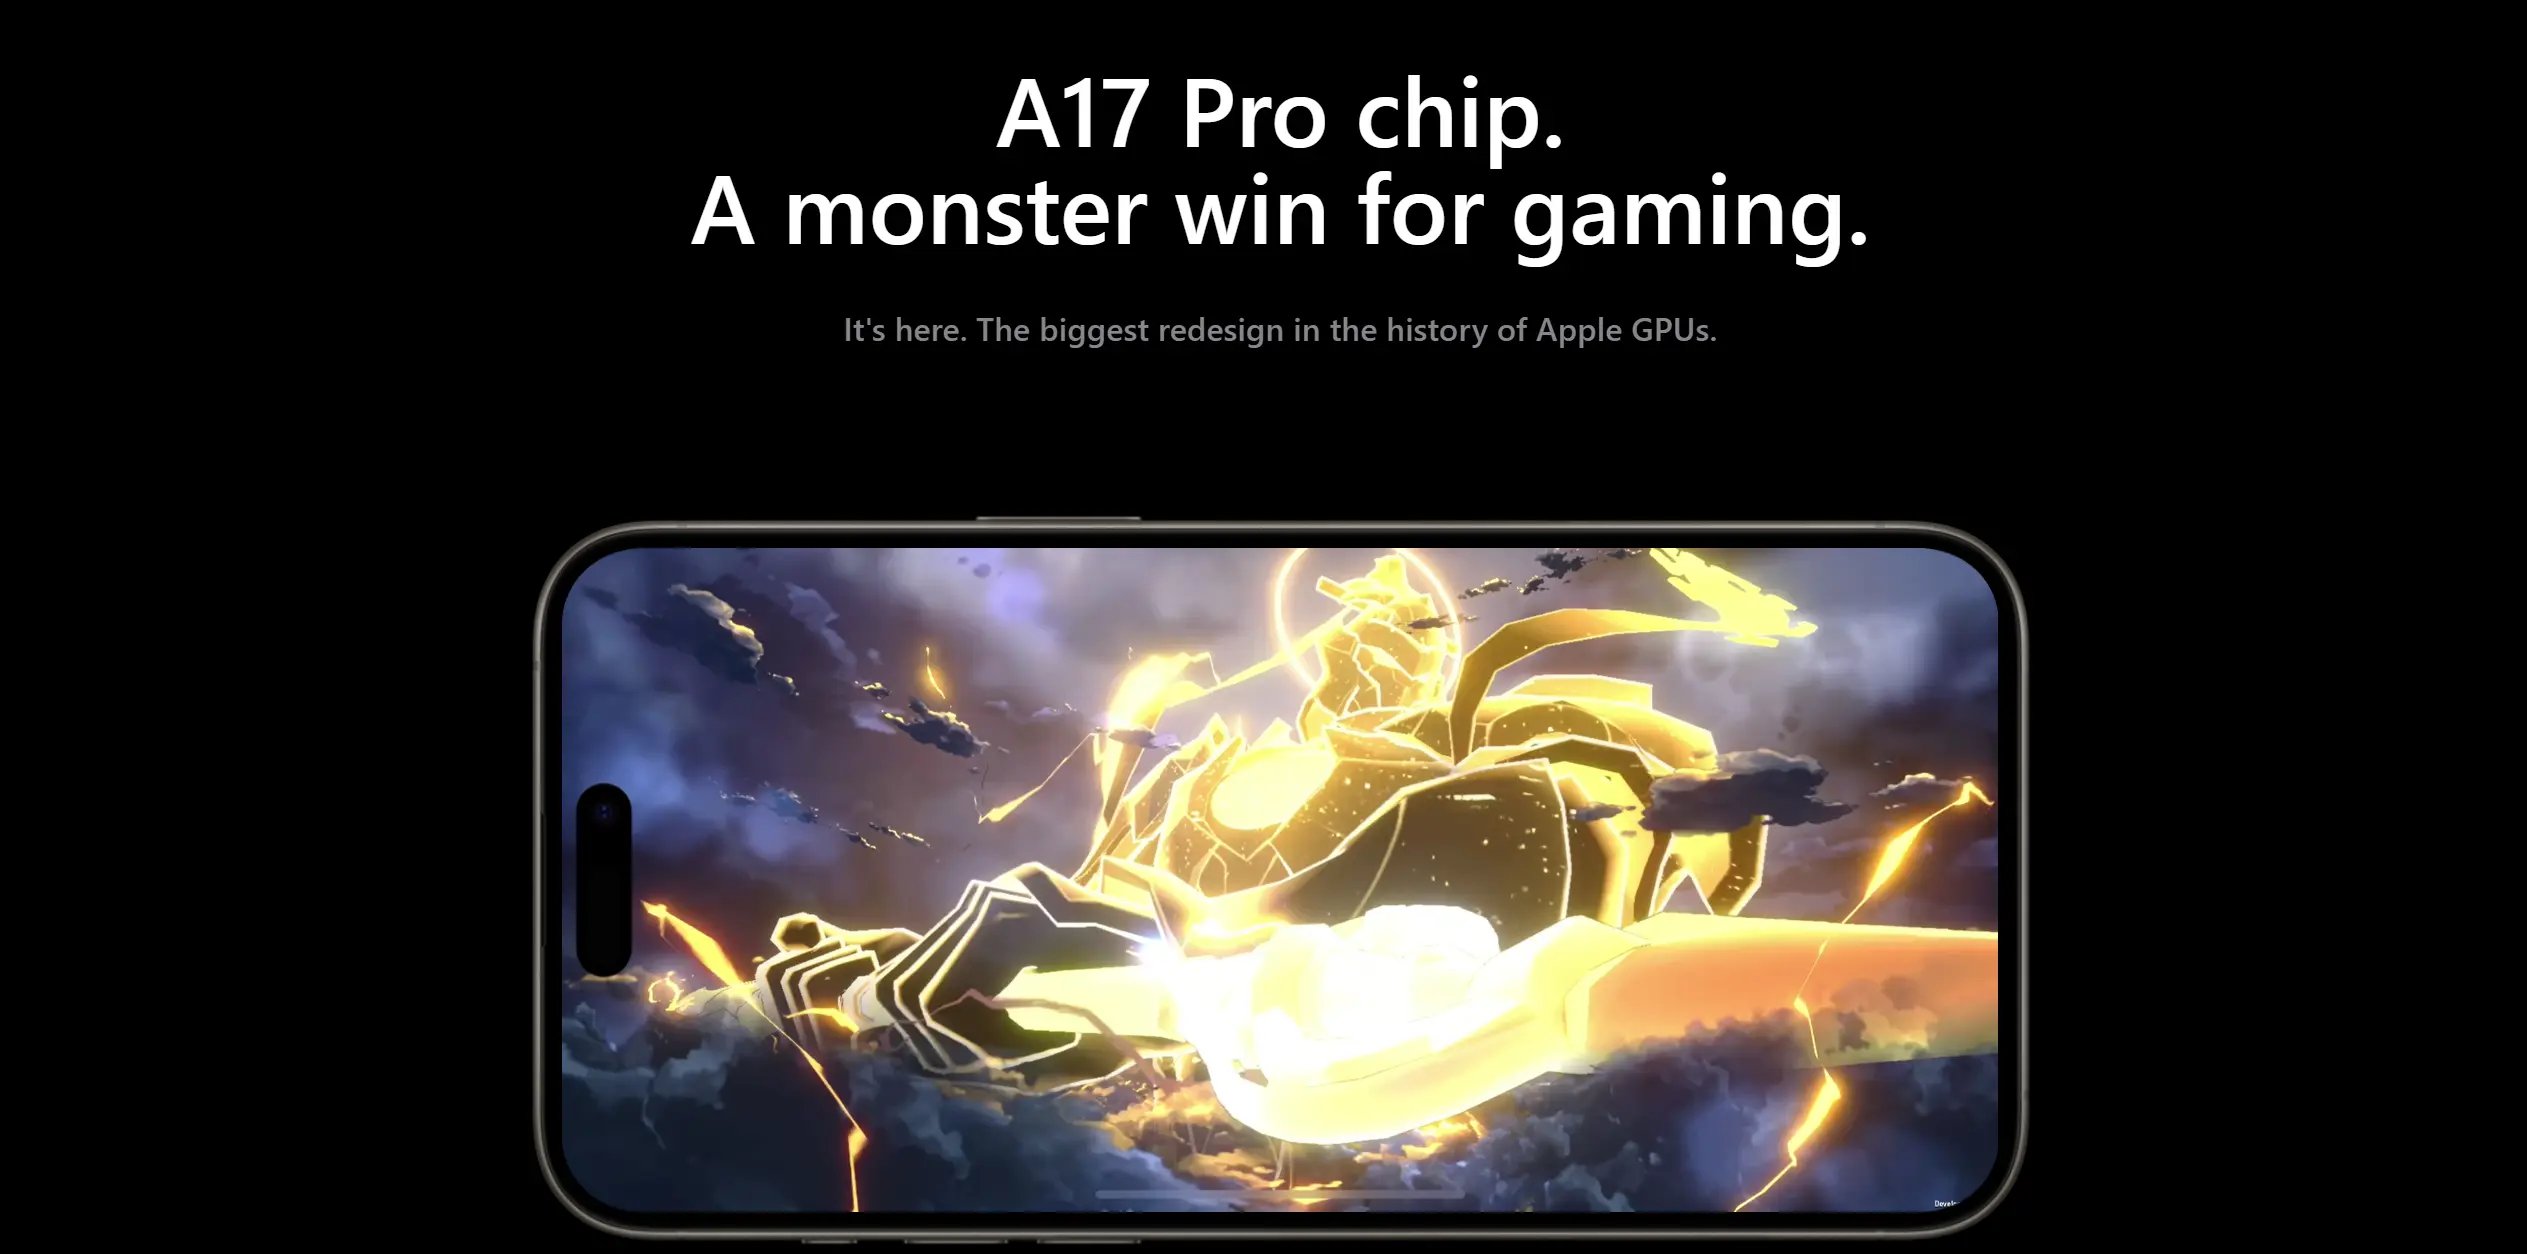 A17 Pro chip.
A monster win for gaming.
It's here. The biggest redesign in the history of Apple GPUs.